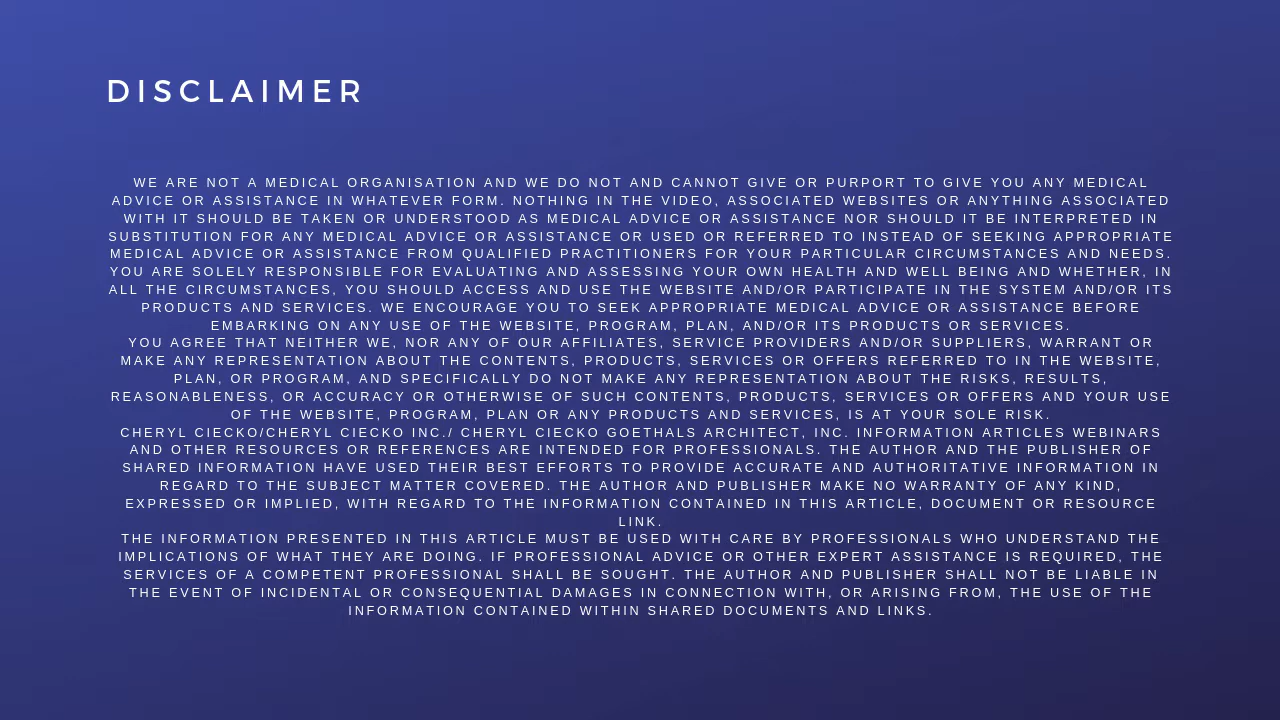 DISCLAIMER
WE ARE NOT A MEDICAL ORGANISATION AND WE DO NOT AND CANNOT GIVE OR PURPORT TO GIVE YOU ANY MEDICAL
ADVICE OR ASSISTANCE IN WHATEVER FORM. NOTHING IN THE VIDEO, ASSOCIATED WEBSITES OR ANYTHING ASSOCIATED
WITH IT SHOULD BE TAKEN OR UNDERSTOOD AS MEDICAL ADVICE OR ASSISTANCE NOR SHOULD IT BE INTERPRETED IN
SUBSTITUTION FOR ANY MEDICAL ADVICE OR ASSISTANCE OR USED OR REFERRED TO INSTEAD OF SEEKING APPROPRIATE
MEDICAL ADVICE OR ASSISTANCE FROM QUALIFIED PRACTITIONERS FOR YOUR PARTICULAR CIRCUMSTANCES AND NEEDS.
YOU ARE SOLELY RESPONSIBLE FOR EVALUATING AND ASSESSING YOUR OWN HEALTH AND WELL BEING AND WHETHER, IN
ALL THE CIRCUMSTANCES, YOU SHOULD ACCESS AND USE THE WEBSITE AND/OR PARTICIPATE IN THE SYSTEM AND/OR ITS
PRODUCTS AND SERVICES. WE ENCOURAGE YOU TO SEEK APPROPRIATE MEDICAL ADVICE OR ASSISTANCE BEFORE
EMBARKING ON ANY USE OF THE WEBSITE, PROGRAM, PLAN, AND/OR ITS PRODUCTS OR SERVICES.
YOU AGREE THAT NEITHER WE, NOR ANY OF OUR AFFILIATES, SERVICE PROVIDERS AND/OR SUPPLIERS, WARRANT OR
MAKE ANY REPRESENTATION ABOUT THE CONTENTS, PRODUCTS, SERVICES OR OFFERS REFERRED TO IN THE WEBSITE,
PLAN, OR PROGRAM, AND SPECIFICALLY DO NOT MAKE ANY REPRESENTATION ABOUT THE RISKS, RESULTS,
REASONABLENESS, OR ACCURACY OR OTHERWISE OF SUCH CONTENTS, PRODUCTS, SERVICES OR OFFERS AND YOUR USE
OF THE WEBSITE, PROGRAM, PLAN OR ANY PRODUCTS AND SERVICES, IS AT YOUR SOLE RISK.
CHERYL CIECKO/CHERYL CIECKO INC./ CHERYL CIECKO GOETHALS ARCHITECT, INC. INFORMATION ARTICLES WEBINARS
AND OTHER RESOURCES OR REFERENCES ARE INTENDED FOR PROFESSIONALS. THE AUTHOR AND THE PUBLISHER OF
SHARED INFORMATION HAVE USED THEIR BEST EFFORTS TO PROVIDE ACCURATE AND AUTHORITATIVE INFORMATION IN
REGARD TO THE SUBJECT MATTER COVERED. THE AUTHOR AND PUBLISHER MAKE NO WARRANTY OF ANY KIND,
EXPRESSED OR IMPLIED, WITH REGARD TO THE INFORMATION CONTAINED IN THIS ARTICLE, DOCUMENT OR RESOURCE
LINK.
THE INFORMATION PRESENTED IN THIS ARTICLE MUST BE USED WITH CARE BY PROFESSIONALS WHO UNDERSTAND THE
IMPLICATIONS OF WHAT THEY ARE DOING. IF PROFESSIONAL ADVICE OR OTHER EXPERT ASSISTANCE IS REQUIRED, THE
SERVICES OF A COMPETENT PROFESSIONAL SHALL BE SOUGHT. THE AUTHOR AND PUBLISHER SHALL NOT BE LIABLE IN
THE EVENT OF INCIDENTAL OR CONSEQUENTIAL DAMAGES IN CONNECTION WITH, OR ARISING FROM, THE USE OF THE
INFORMATION CONTAINED WITHIN SHARED DOCUMENTS AND LINKS.